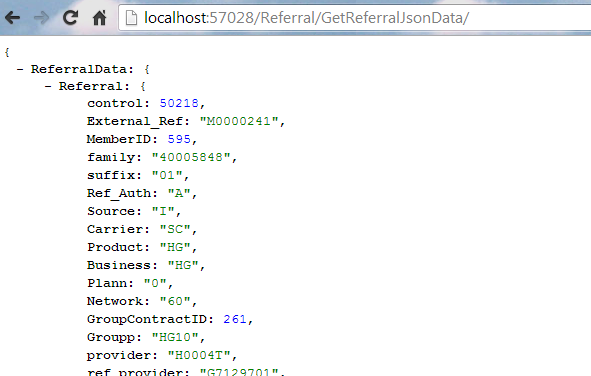 localhost:57028/Referral/GetReferralJsonData/
{
- ReferralData: {
- Referral: {
control: 50218,
External_Ref: "M0000241",
MemberID: 595,
family: "40005848",
suffix: "01",
Ref_Auth: "A",
Source: "I",
Carrier: "SC",
Product: "HG",
Business: "HG",
Plann: "0",
Network: "60",
GroupContractID: 261,
Groupp: "HG10",
provider: "H0004T",
ref_provider: "G7129701",